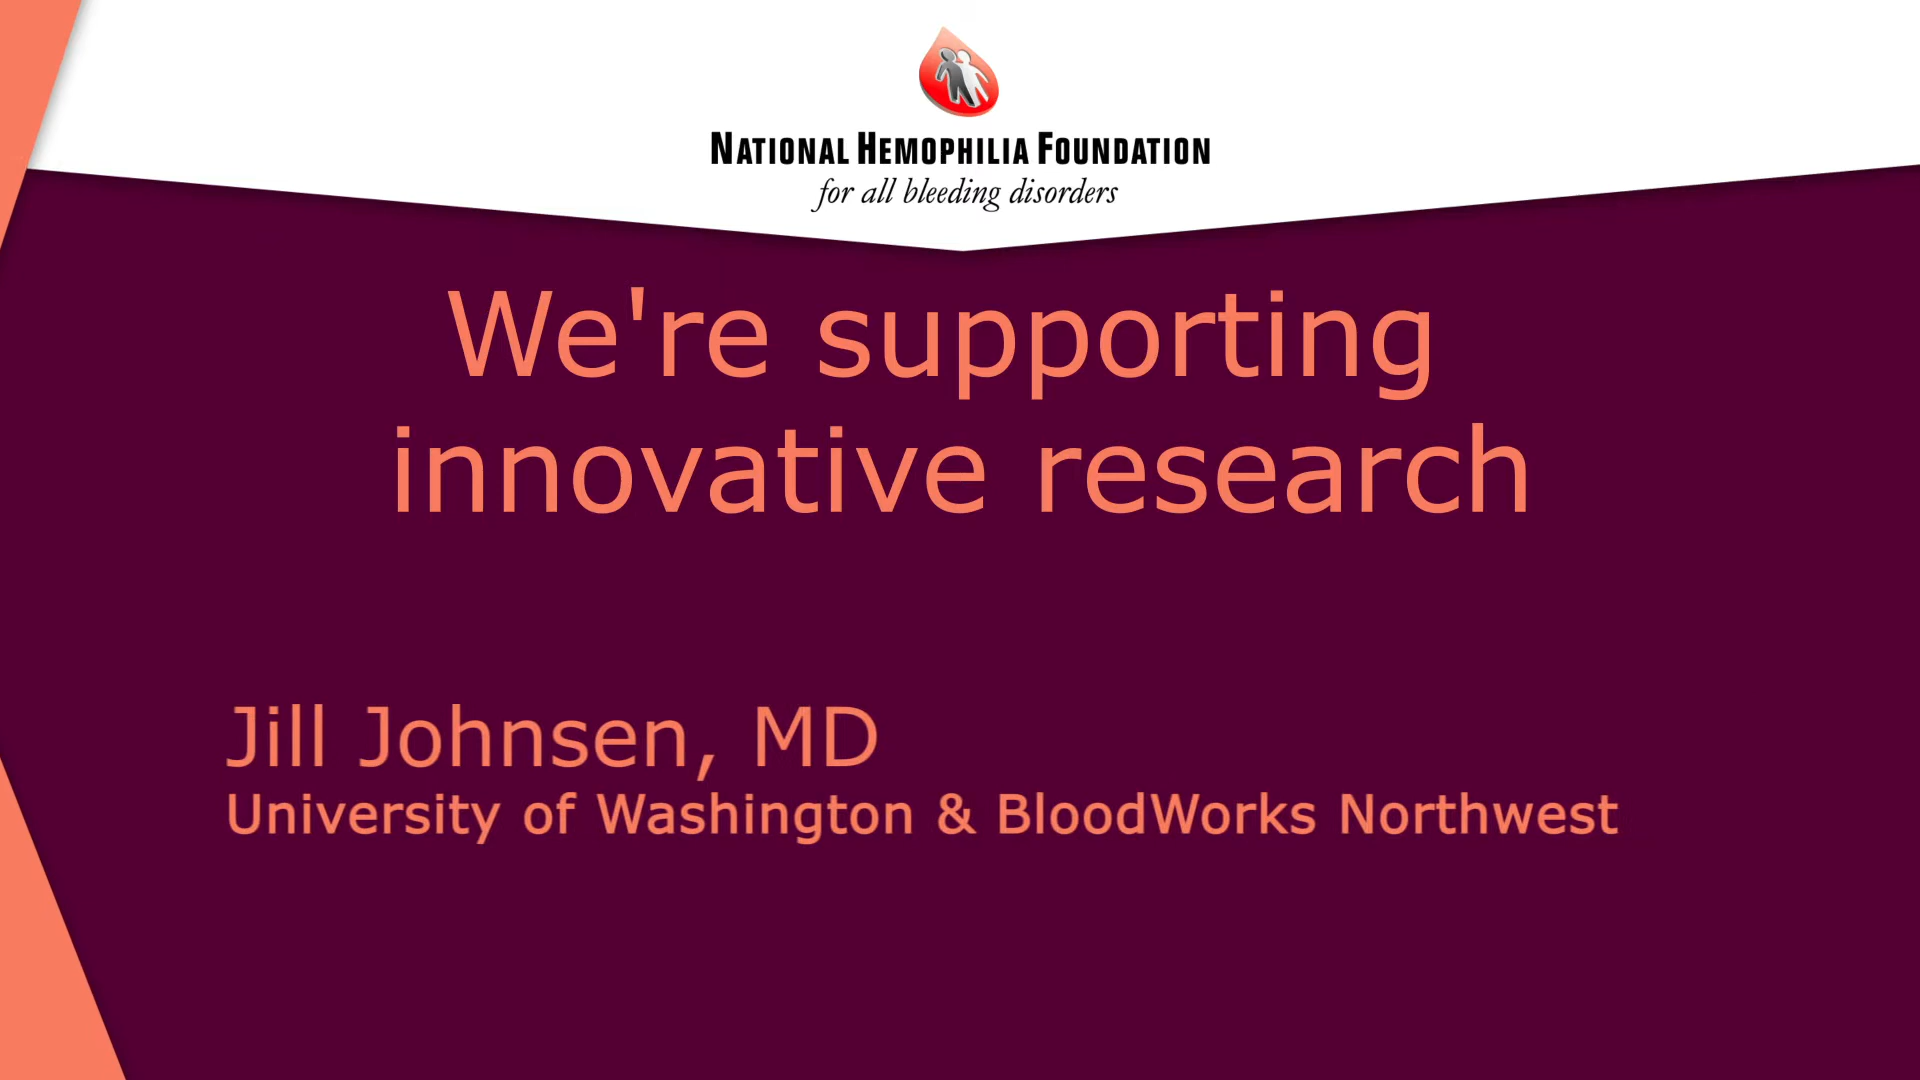 NATIONAL HEMOPHILIA FOUNDATION
for all bleeding disorders
We're supporting
innovative research
Jill Johnsen, MD
University of Washington & BloodWorks Northwest